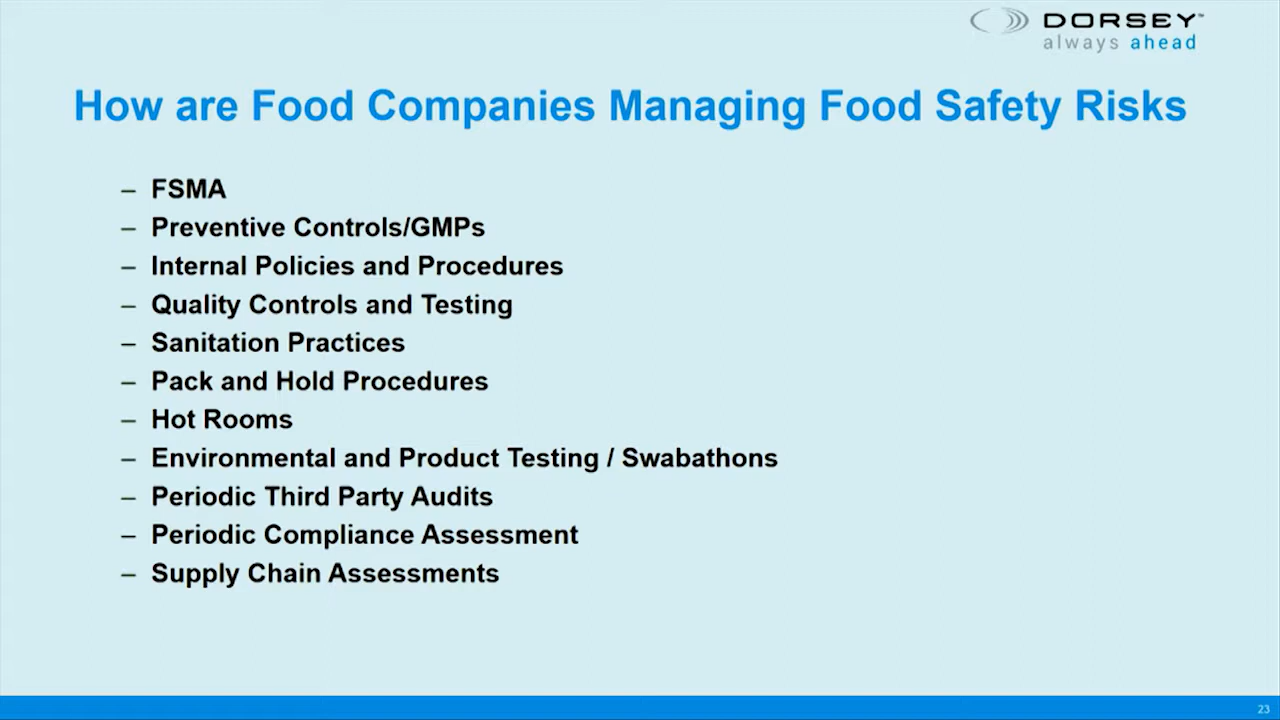 DORSEY™
always ahead
How are Food Companies Managing Food Safety Risks
– FSMA
– Preventive Controls/GMPs
– Internal Policies and Procedures
– Quality Controls and Testing
– Sanitation Practices
– Pack and Hold Procedures
– Hot Rooms
– Environmental and Product Testing / Swabathons
– Periodic Third Party Audits
– Periodic Compliance Assessment
– Supply Chain Assessments
23